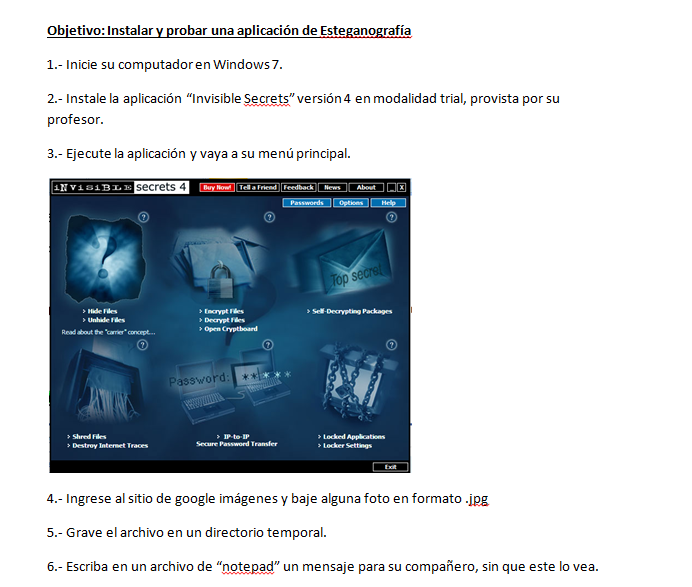 Objetivo: Instalar y probar una aplicación de Esteganografía
1.- Inicie su computador en Windows 7.
2.- Instale la aplicación “Invisible Secrets” versión 4 en modalidad trial, provista por su
profesor.
3.- Ejecute la aplicación y vaya a su menú principal.
iNViSiBLE secrets 4 Buy Now! Tell a Friend Feedback News About _ X
Passwords Options Help
? ? ?
Top secret
> Hide Files > Encrypt Files > Self-Decrypting Packages
> Unhide Files > Decrypt Files
Read about the "carrier" concept... > Open Cryptboard
? ? ?
Password: ******
> Shred Files > IP-to-IP > Locked Applications
> Destroy Internet Traces Secure Password Transfer > Locker Settings
Exit
4.- Ingrese al sitio de google imágenes y baje alguna foto en formato .jpg
5.- Grave el archivo en un directorio temporal.
6.- Escriba en un archivo de “notepad” un mensaje para su compañero, sin que este lo vea.